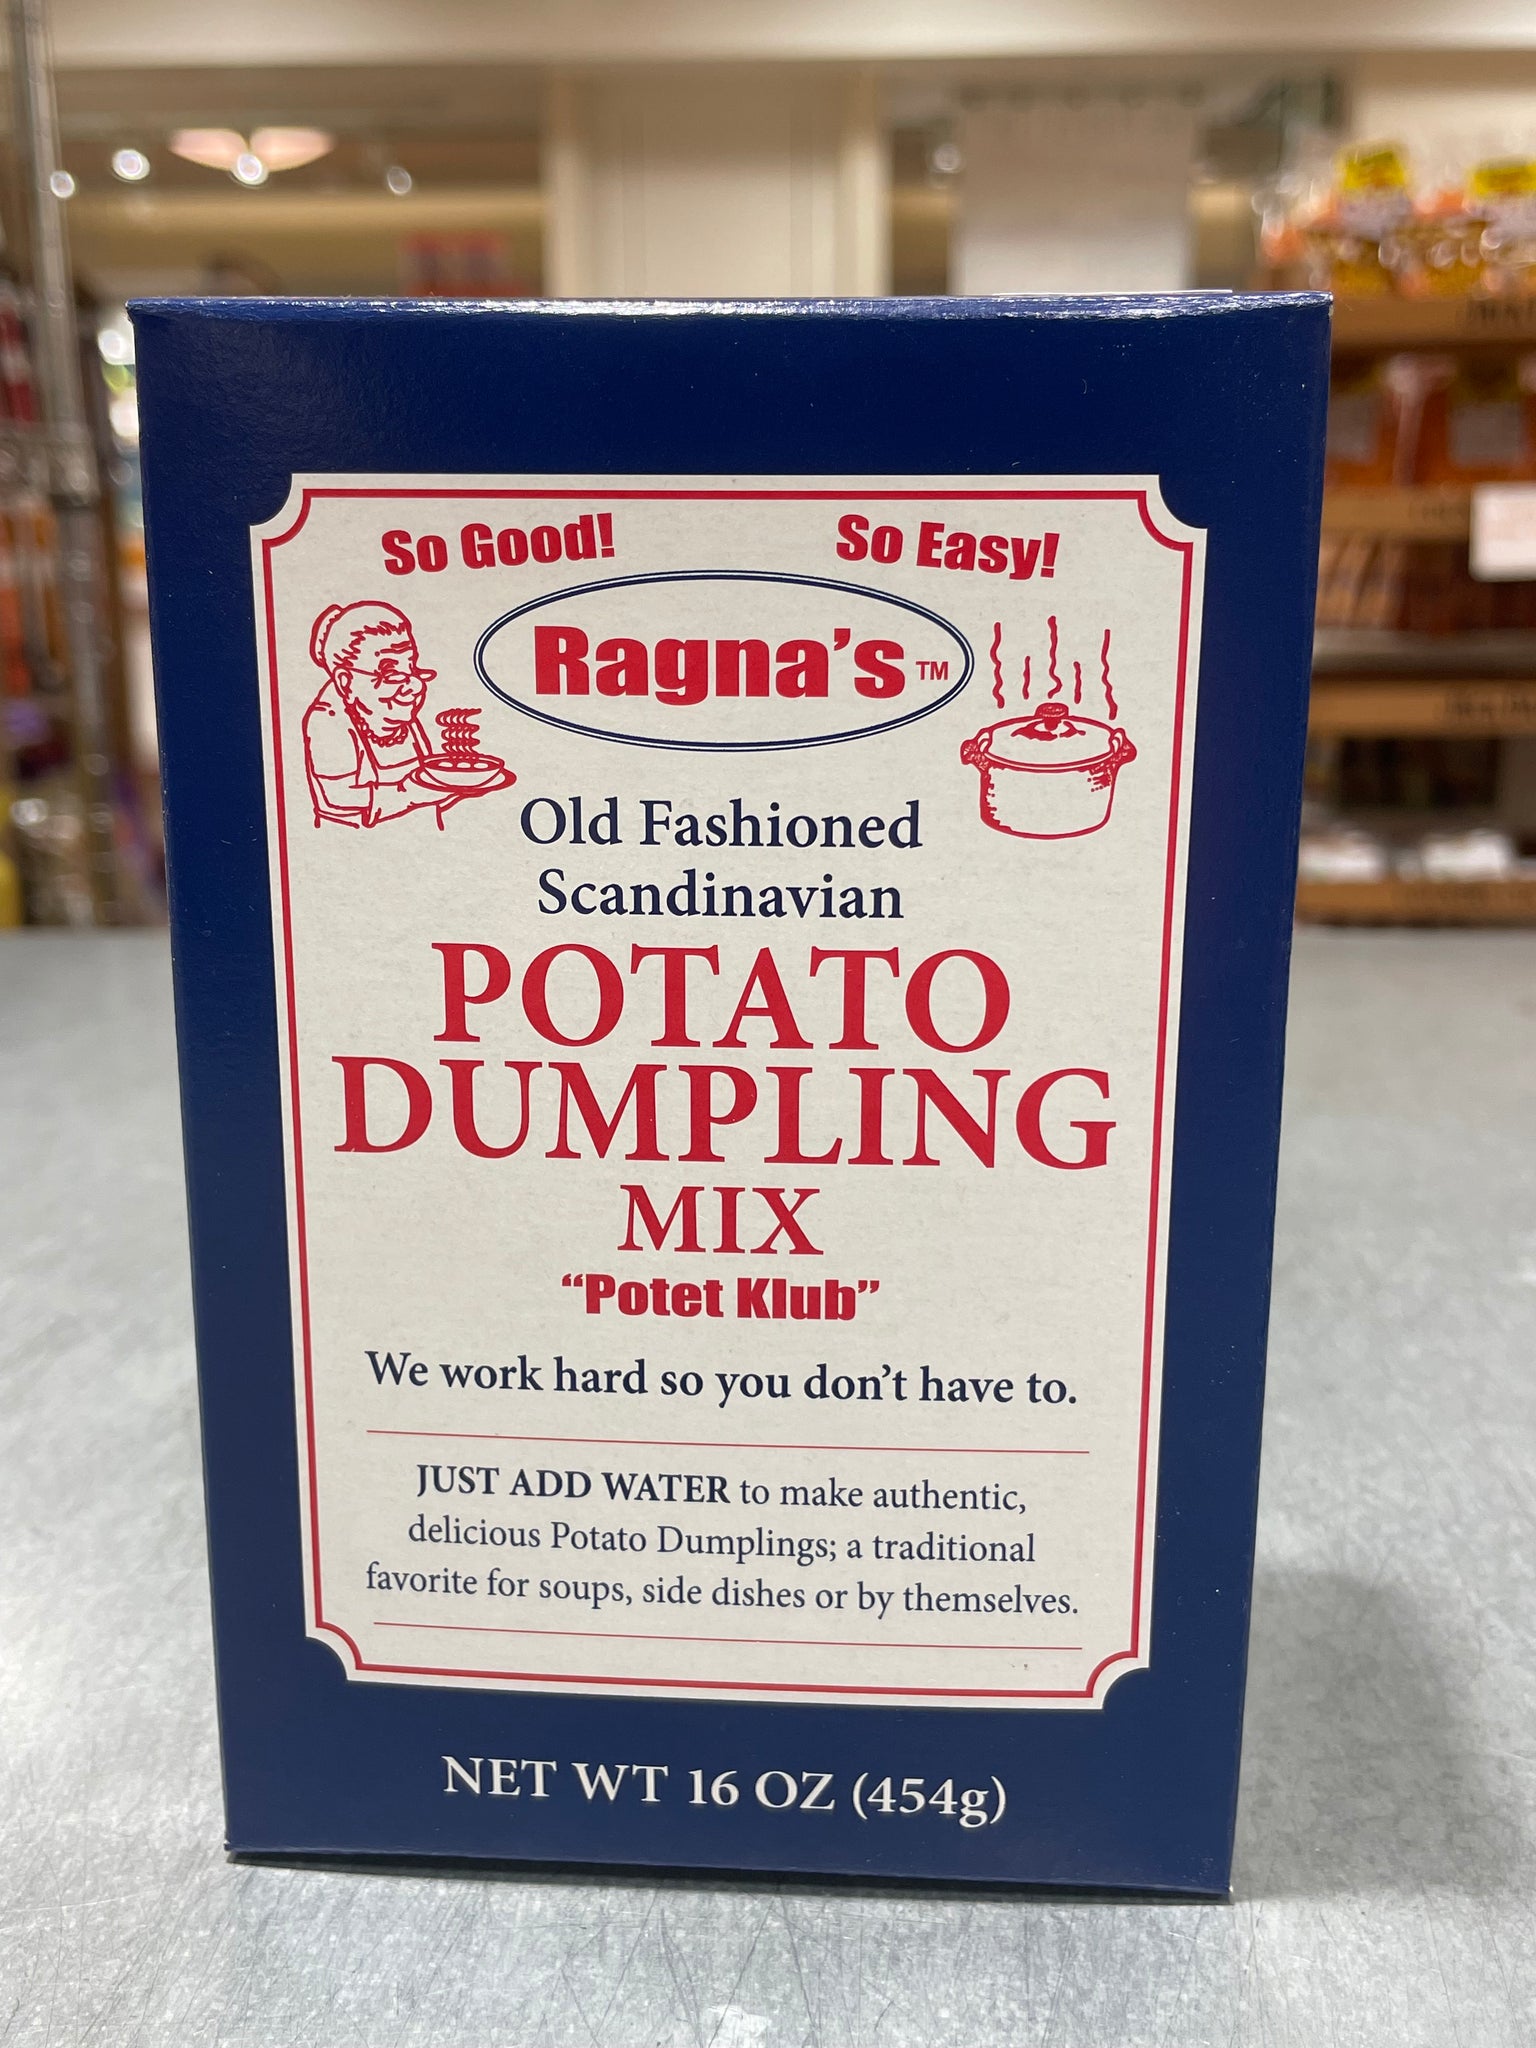 So Good!
So Easy!
Ragna's™
Old Fashioned
Scandinavian
POTATO
DUMPLING
MIX
“Potet Klub”
We work hard so you don't have to.
JUST ADD WATER to make authentic,
delicious Potato Dumplings; a traditional
favorite for soups, side dishes or by themselves.
NET WT 16 OZ (454g)